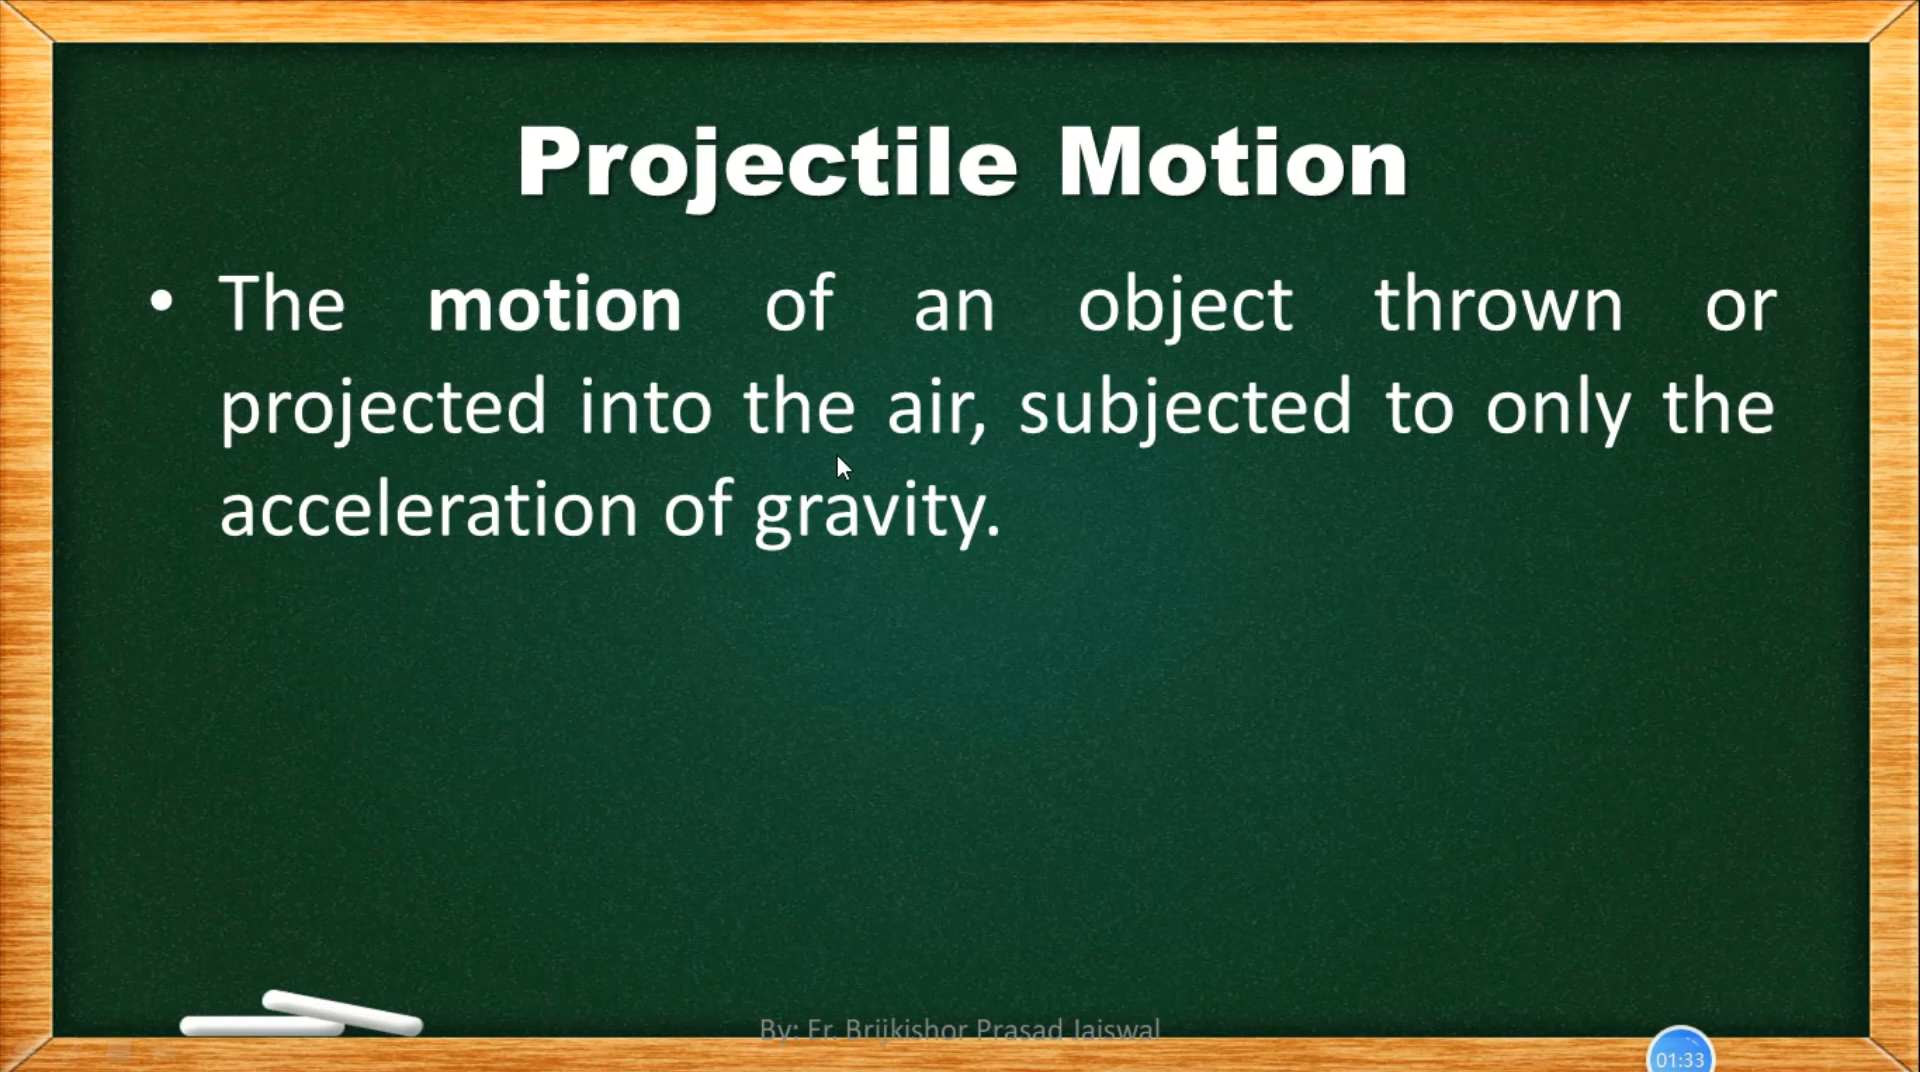 Projectile Motion
• The motion of an object thrown or
projected into the air, subjected to only the
acceleration of gravity.
By: Er. Brijkishor Prasad Jaiswal
01:33